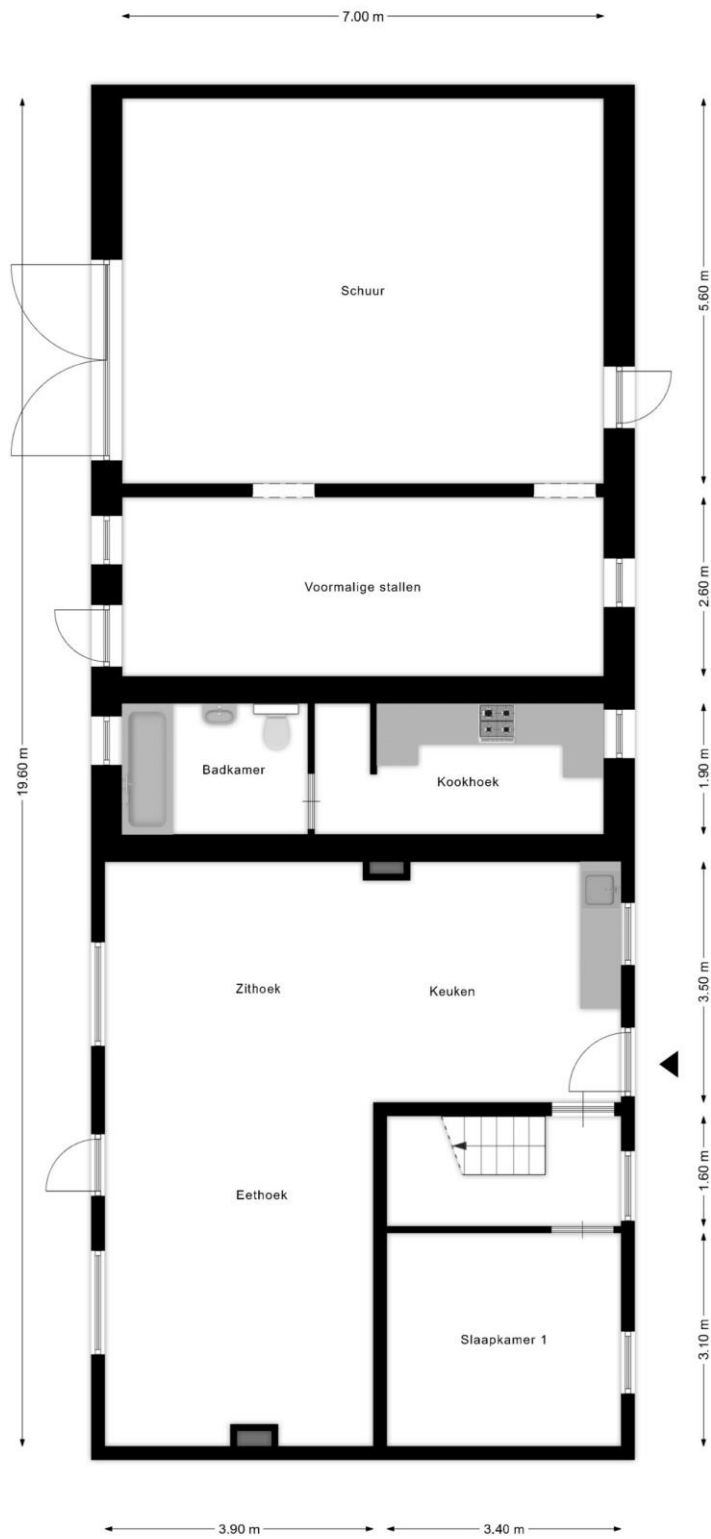 7.00 m
5.60 m
Schuur
2.60 m
Voormalige stallen
19.60 m
1.90 m
Badkamer
Kookhoek
3.50 m
Zithoek
Keuken
1.60 m
Eethoek
3.10 m
Slaapkamer 1
3.90 m
3.40 m